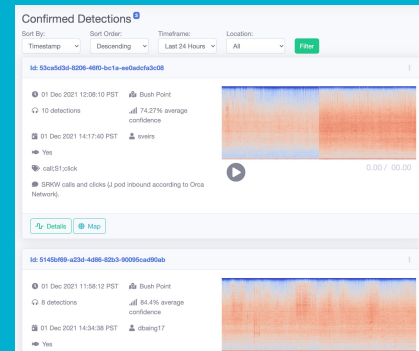 Confirmed Detections 3
Sort By: Sort Order: Timeframe: Location:
Timestamp Descending Last 24 Hours All Filter
Id: 53ca5d3d-8206-46f0-bc1a-ae0adcfa3c08
01 Dec 2021 12:08:10 PST Bush Point
10 detections 74.27% average
confidence
01 Dec 2021 14:17:40 PST sveirs
Yes
call;S1;click
0.00 / 00.00
SRKW calls and clicks (J pod inbound according to Orca
Network).
Details Map
Id: 5145bf69-a23d-4d86-82b3-90095cad90ab
01 Dec 2021 11:58:12 PST Bush Point
8 detections 84.4% average
confidence
01 Dec 2021 14:34:38 PST dbaing17
Yes